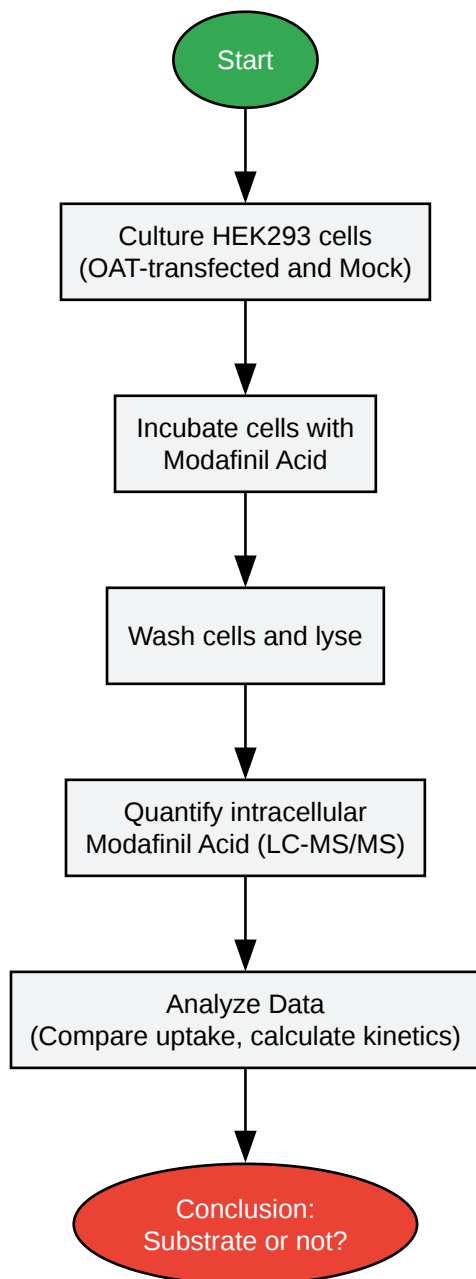 Start
Culture HEK293 cells
(OAT-transfected and Mock)
Incubate cells with
Modafinil Acid
Wash cells and lyse
Quantify intracellular
Modafinil Acid (LC-MS/MS)
Analyze Data
(Compare uptake, calculate kinetics)
Conclusion:
Substrate or not?